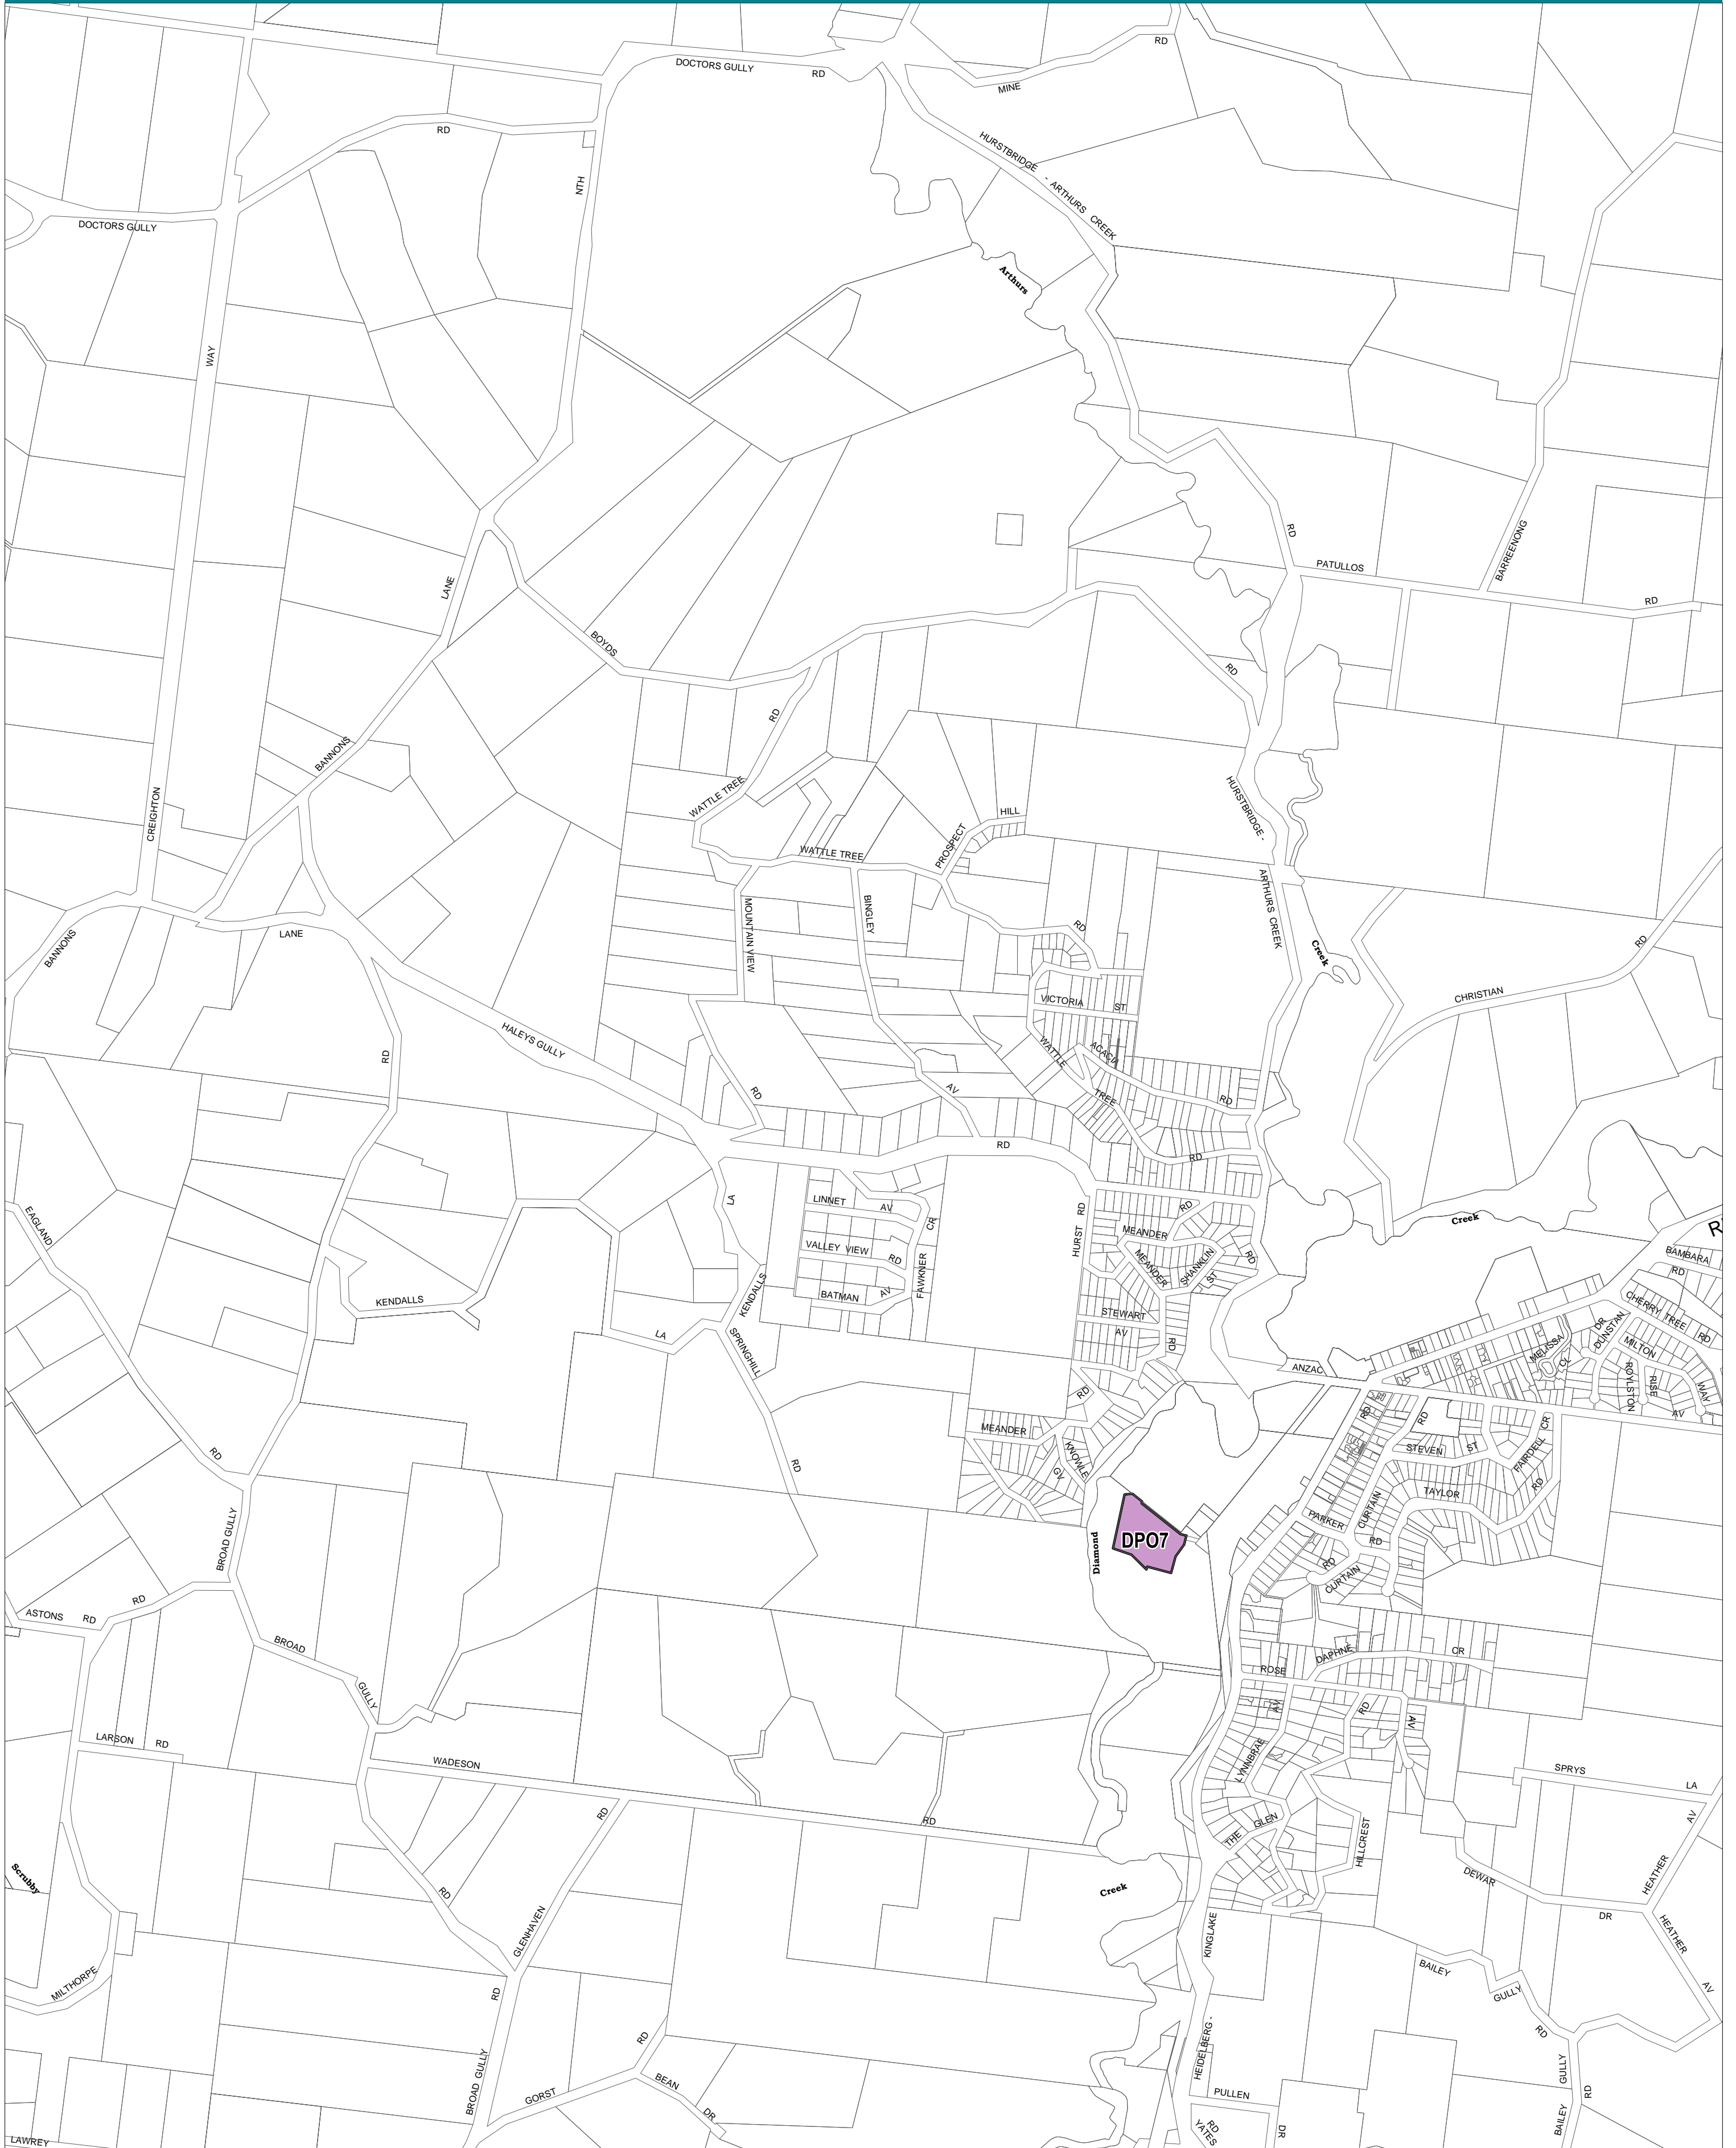 RD
DOCTORS GULLY
RD
MINE
RD
HURSTBRIDGE
-
ARTHURS CREEK
NTH
DOCTORS GULLY
Arthurs
WAY
RD
PATULLOS
BARREENONG
RD
LANE
BOYDS
RD
RD
BANNONS
WATTLE TREE
HURSTBRIDGE -
CREIGHTON
HILL
PROSPECT
WATTLE TREE
ARTHURS CREEK
BINGLEY
MOUNTAIN VIEW
LANE
BANNONS
RD
Creek
RD
CHRISTIAN
VICTORIA
ST
HALEYS GULLY
RD
WATTLE
ACACIA
AV
RD
TREE
RD
RD
RD
LA
LINNET
AV
CR
RD
HURST
MEANDER
RD
Creek
EAGLAND
VALLEY VIEW
RD
FAWKNER
MEANDER
SHANKLIN
ST
RD
R
BAMBARA
RD
KENDALLS
KENDALLS
BATMAN
AV
STEWART
AV
RD
CHERRY TREE
RD
LA
SPRINGHILL
ANZAC
MELISSA
CL
DR
DUNSTAN
MILTON
ROYLSTON
RISE
WAY
AV
RD
MEANDER
KNOWLE
GV
RD
RD
STEVEN
ST
FAIRDELL
CR
RD
RD
TAYLOR
CURTAIN
PARKER
RD
RD
CURTAIN
RD
DPO7
Diamond
BROAD GULLY
RD
ASTONS
RD
BROAD
GULLY
ROSE
DAPHNE
CR
AV
RD
AV
LARSON
RD
WADESON
RD
LYNNBRAE
SPRYS
LA
AV
RD
THE
GLEN
HILLCREST
Scrubby
RD
Creek
DEWAR
DR
HEATHER
HEATHER
AV
GLENHAVEN
KINGLAKE
MILTHORPE
BAILEY
GULLY
RD
RD
RD
HEIDELBERG -
BROAD GULLY
GORST
BEAN
DR
PULLEN
RD
YATES
DR
GULLY
RD
BAILEY
LAWREY